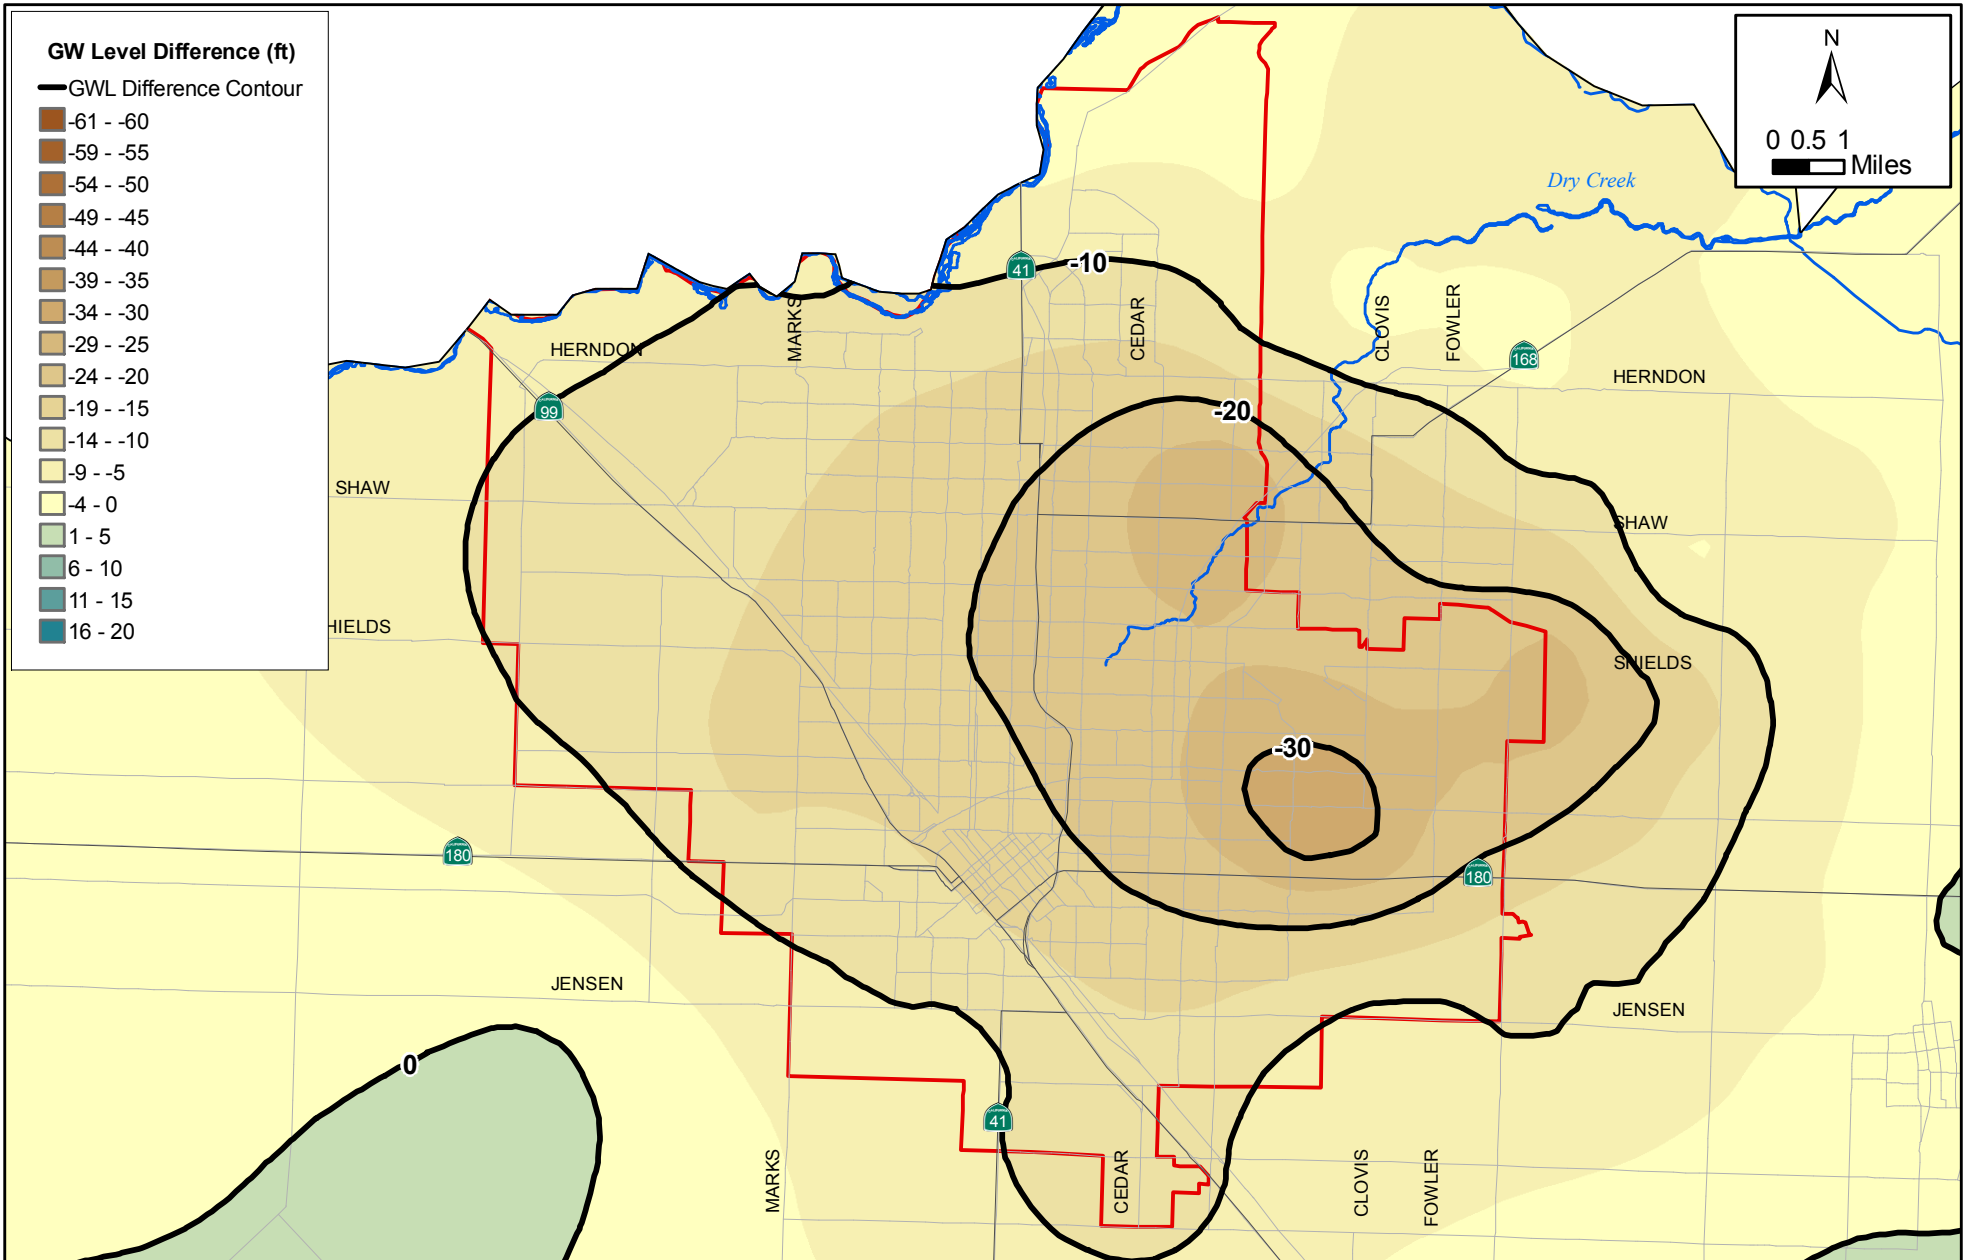 GW Level Difference (ft)
GWL Difference Contour
-61 - -60
-59 - -55
-54 - -50
-49 - -45
-44 - -40
-39 - -35
-34 - -30
-29 - -25
-24 - -20
-19 - -15
-14 - -10
-9 - -5
-4 - 0
1 - 5
6 - 10
11 - 15
16 - 20
N
0 0.5 1
Miles
Dry Creek
41
-10
MARKS
CEDAR
CLOVIS
FOWLER
HERNDON
168
HERNDON
99
-20
SHAW
SHAW
HIELDS
SHIELDS
-30
180
180
JENSEN
JENSEN
0
41
MARKS
CEDAR
CLOVIS
FOWLER